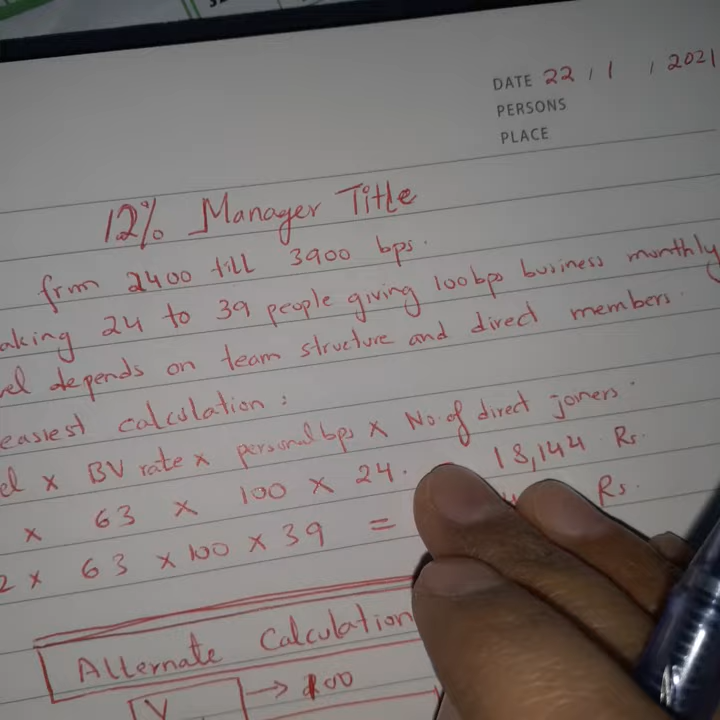 DATE 22 / 1 / 2021
PERSONS
PLACE
12% Manager Title
from 2400 till 3900 bps.
aking 24 to 39 people giving 100bps business monthly
vel depends on team structure and direct members.
easiest calculation :
el x BV rate x personal bps x No. of direct joiners.
x 63 x 100 x 24. 18,144 Rs.
2 x 63 x 100 x 39 = Rs.
Alternate Calculation
Y → 100